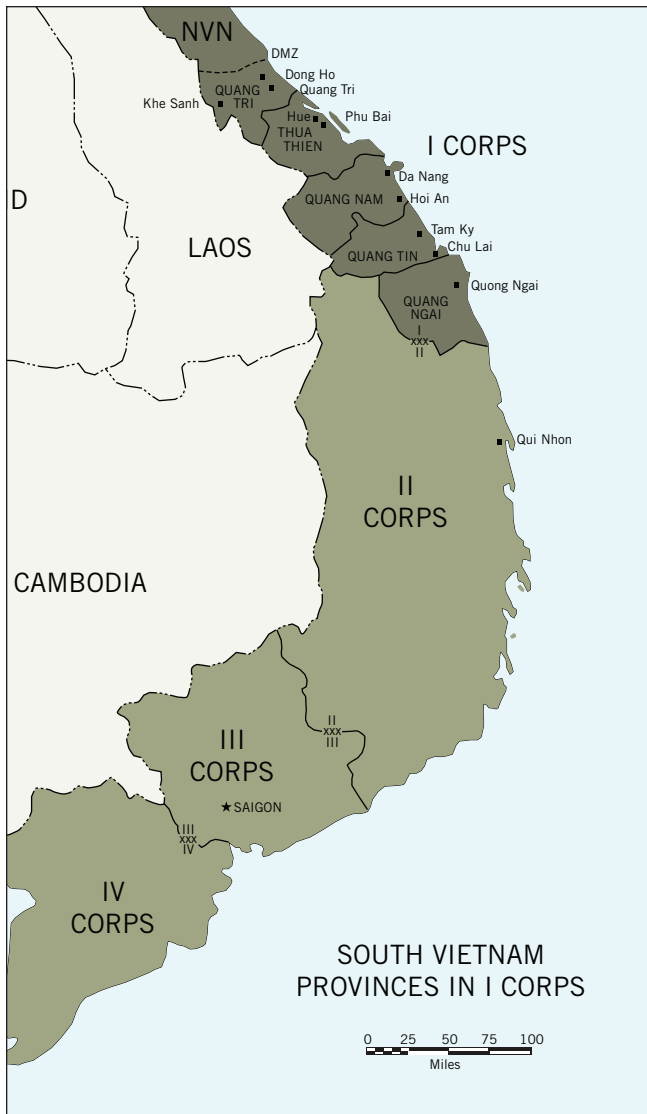 NVN
DMZ
Dong Ho
QUANG
TRI
Quang Tri
Khe Sanh
Hue
Phu Bai
THUA
THIEN
I CORPS
Da Nang
QUANG NAM
Hoi An
D
LAOS
Tam Ky
Chu Lai
QUANG TIN
Quong Ngai
QUANG
NGAI
I
xxx
II
Qui Nhon
II
CORPS
CAMBODIA
II
xxx
III
III
CORPS
SAIGON
III
xxx
IV
IV
CORPS
SOUTH VIETNAM
PROVINCES IN I CORPS
0 25 50 75 100
Miles